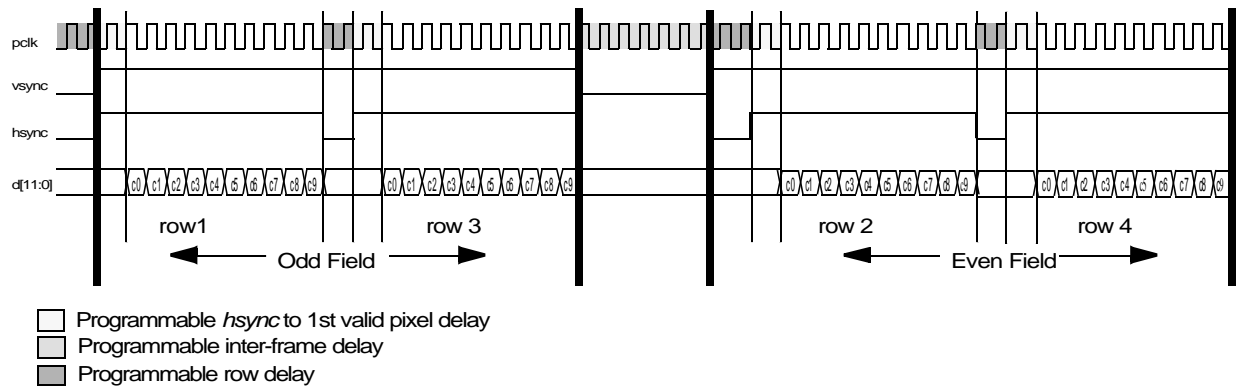 pclk
vsync
hsync
d[11:0]
c0 c1 c2 c3 c4 c5 c6 c7 c8 c9 c0 c1 c2 c3 c4 c5 c6 c7 c8 c9 c0 c1 c2 c3 c4 c5 c6 c7 c8 c9 c0 c1 c2 c3 c4 c5 c6 c7 c8 c9
row1 row 3 row 2 row 4
Odd Field Even Field
Programmable hsync to 1st valid pixel delay
Programmable inter-frame delay
Programmable row delay